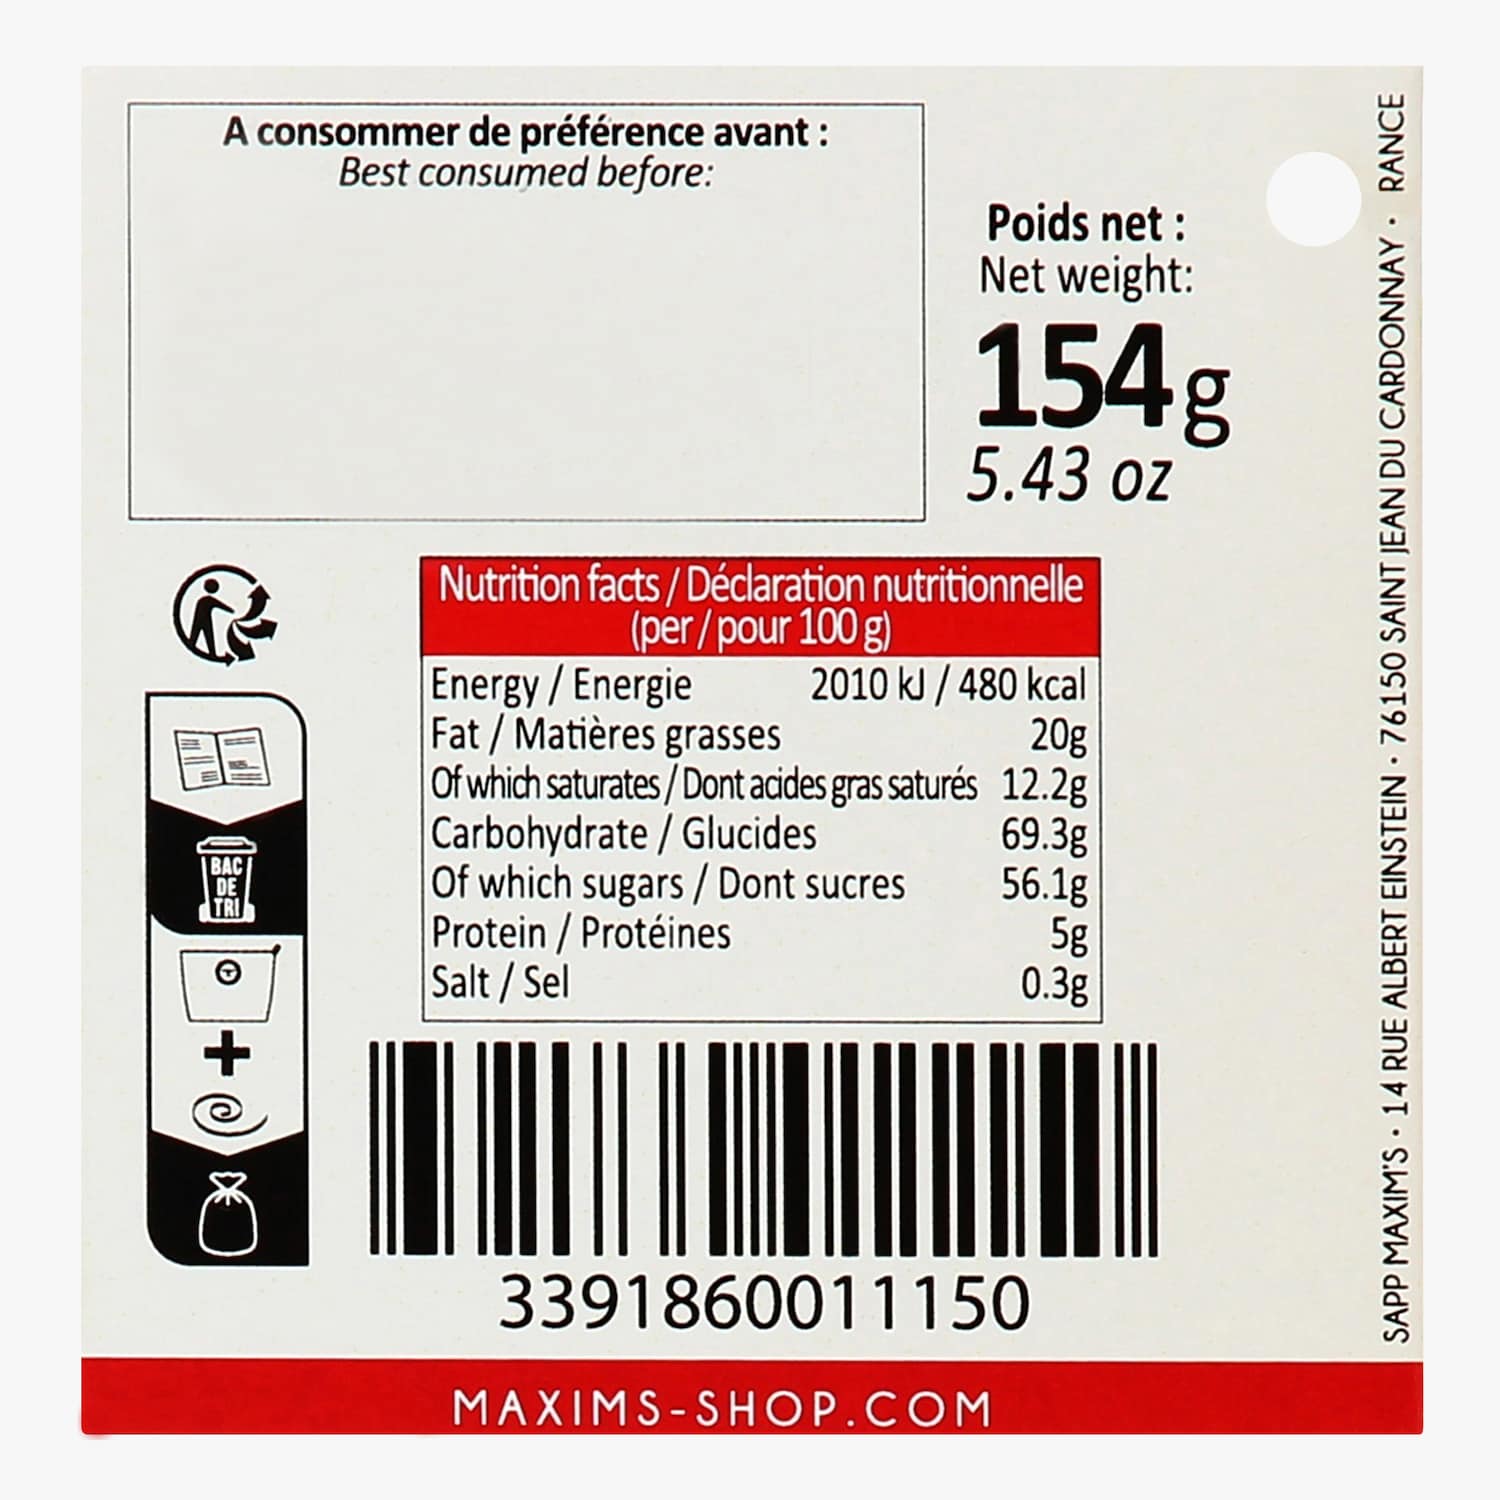 A consommer de préférence avant :
Best consumed before:
Poids net :
Net weight:
154g
5.43 oz
Nutrition facts / Déclaration nutritionnelle
(per / pour 100 g)
Energy / Energie 2010 kJ / 480 kcal
Fat / Matières grasses 20g
Of which saturates / Dont acides gras saturés 12.2g
Carbohydrate / Glucides 69.3g
Of which sugars / Dont sucres 56.1g
Protein / Protéines 5g
Salt / Sel 0.3g
BAC
DE
TRI
+
3391860011150
SAPP MAXIM'S • 14 RUE ALBERT EINSTEIN • 76150 SAINT JEAN DU CARDONNAY • RANCE
MAXIMS-SHOP.COM